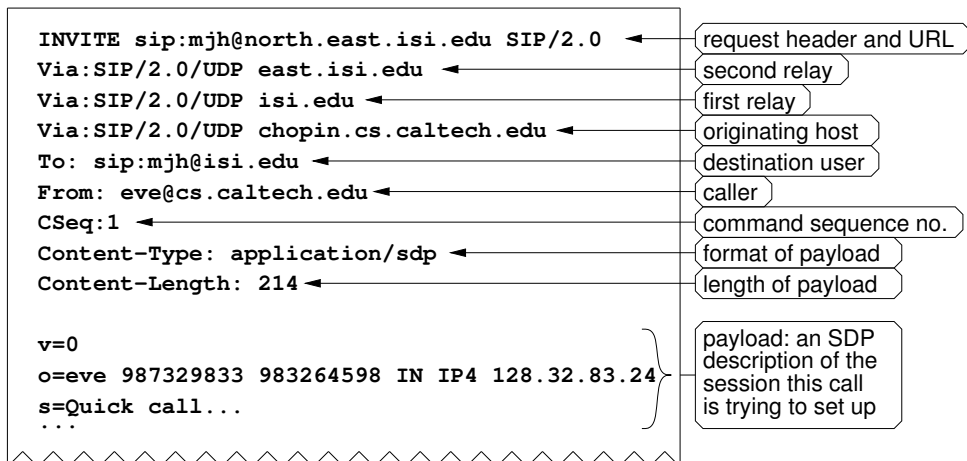 INVITE sip:mjh@north.east.isi.edu SIP/2.0
request header and URL
Via:SIP/2.0/UDP east.isi.edu
second relay
Via:SIP/2.0/UDP isi.edu
first relay
Via:SIP/2.0/UDP chopin.cs.caltech.edu
originating host
To: sip:mjh@isi.edu
destination user
From: eve@cs.caltech.edu
caller
CSeq:1
command sequence no.
Content-Type: application/sdp
format of payload
Content-Length: 214
length of payload
v=0
o=eve 987329833 983264598 IN IP4 128.32.83.24
s=Quick call...
...
payload: an SDP
description of the
session this call
is trying to set up